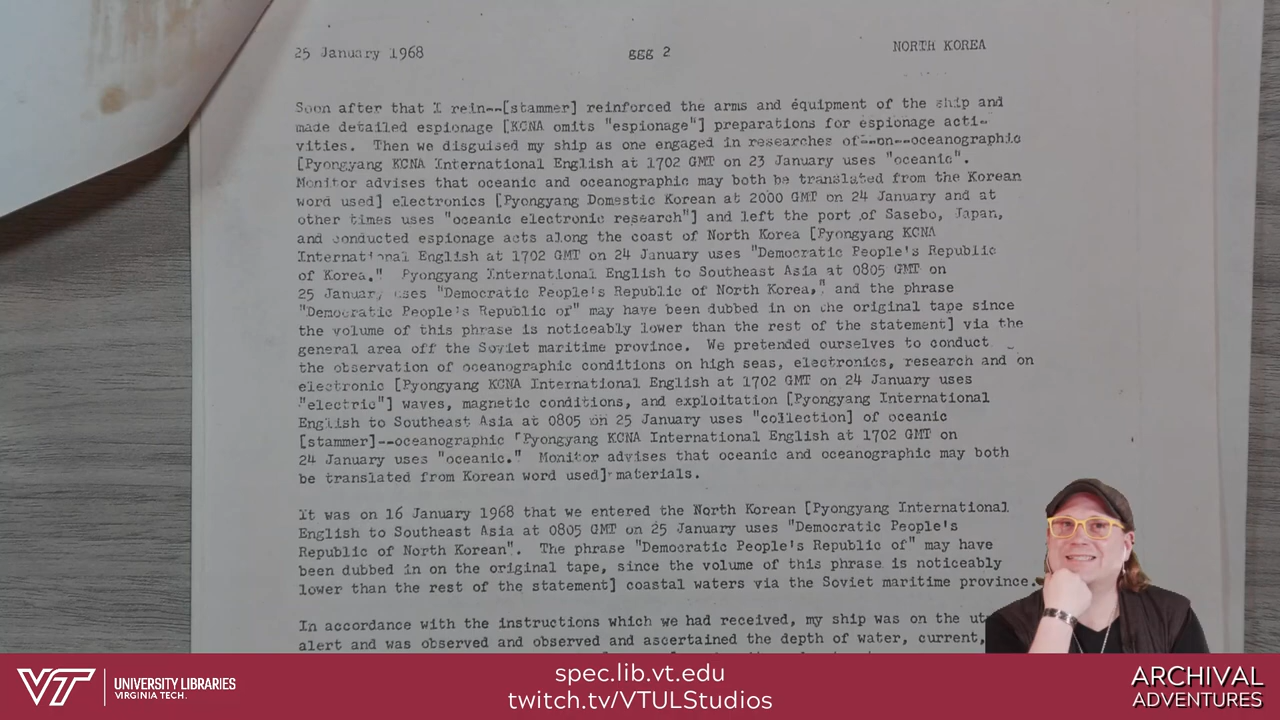 25 January 1968 ggg 2 NORTH KOREA
Soon after that I rein--[stammer] reinforced the arms and equipment of the ship and
made detailed espionage [KCNA omits "espionage"] preparations for espionage acti-
vities. Then we disguised my ship as one engaged in researches of--on--oceanographic
[Pyongyang KCNA International English at 1702 GMT on 23 January uses "oceanic".
Monitor advises that oceanic and oceanographic may both be translated from the Korean
word used] electronics [Pyongyang Domestic Korean at 2000 GMT on 24 January and at
other times uses "oceanic electronic research"] and left the port of Sasebo, Japan,
and conducted espionage acts along the coast of North Korea [Pyongyang KCNA
International English at 1702 GMT on 24 January uses "Democratic People's Republic
of Korea." Pyongyang International English to Southeast Asia at 0805 GMT on
25 January uses "Democratic People's Republic of North Korea," and the phrase
"Democratic People's Republic of" may have been dubbed in on the original tape since
the volume of this phrase is noticeably lower than the rest of the statement] via the
general area off the Soviet maritime province. We pretended ourselves to conduct
the observation of oceanographic conditions on high seas, electronics, research and on
electronic [Pyongyang KCNA International English at 1702 GMT on 24 January uses
"electric"] waves, magnetic conditions, and exploitation [Pyongyang International
English to Southeast Asia at 0805 on 25 January uses "collection] of oceanic
[stammer]--oceanographic [Pyongyang KCNA International English at 1702 GMT on
24 January uses "oceanic." Monitor advises that oceanic and oceanographic may both
be translated from Korean word used] materials.
It was on 16 January 1968 that we entered the North Korean [Pyongyang International
English to Southeast Asia at 0805 GMT on 25 January uses "Democratic People's
Republic of North Korean". The phrase "Democratic People's Republic of" may have
been dubbed in on the original tape, since the volume of this phrase is noticeably
lower than the rest of the statement] coastal waters via the Soviet maritime province.
In accordance with the instructions which we had received, my ship was on the
alert and was observed and observed and ascertained the depth of water, current,
VT UNIVERSITY LIBRARIES
VIRGINIA TECH.
spec.lib.vt.edu
twitch.tv/VTULStudios
ARCHIVAL
ADVENTURES